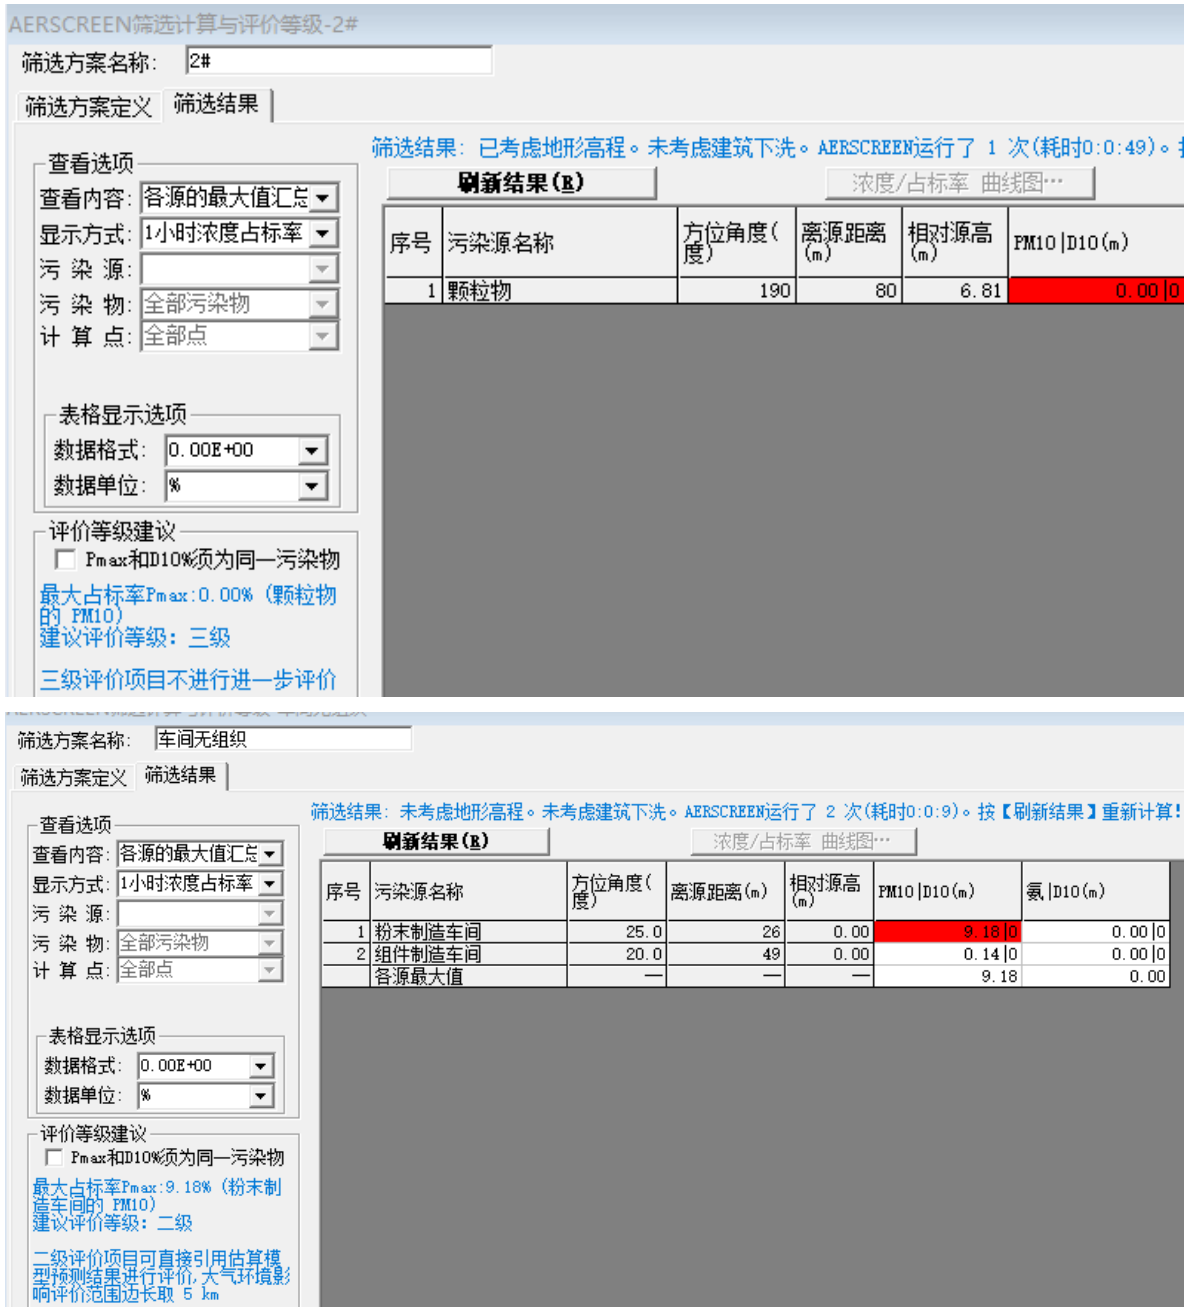 AERSCREEN筛选计算与评价等级-2#
筛选方案名称: 2#
筛选方案定义 筛选结果
筛选结果: 已考虑地形高程。未考虑建筑下洗。AERSCREEN运行了 1 次(耗时0:0:49)。
查看选项
刷新结果(R) 浓度/占标率 曲线图…
查看内容: 各源的最大值汇总
显示方式: 1小时浓度占标率
污 染 源:
污 染 物: 全部污染物
计 算 点: 全部点
序号 污染源名称 方位角度(度) 离源距离(m) 相对源高(m) PM10|D10(m)
1 颗粒物 190 80 6.81 0.00|0
表格显示选项
数据格式: 0.00E+00
数据单位: %
评价等级建议
Pmax和D10%须为同一污染物
最大占标率Pmax:0.00% (颗粒物
的 PM10)
建议评价等级: 三级
三级评价项目不进行进一步评价
筛选方案名称: 车间无组织
筛选方案定义 筛选结果
筛选结果: 未考虑地形高程。未考虑建筑下洗。AERSCREEN运行了 2 次(耗时0:0:9)。按【刷新结果】重新计算!
查看选项
刷新结果(R) 浓度/占标率 曲线图…
查看内容: 各源的最大值汇总
显示方式: 1小时浓度占标率
污 染 源:
污 染 物: 全部污染物
计 算 点: 全部点
序号 污染源名称 方位角度(度) 离源距离(m) 相对源高(m) PM10|D10(m) 氨|D10(m)
1 粉末制造车间 25.0 26 0.00 9.18|0 0.00|0
2 组件制造车间 20.0 49 0.00 0.14|0 0.00|0
各源最大值 — — — 9.18 0.00
表格显示选项
数据格式: 0.00E+00
数据单位: %
评价等级建议
Pmax和D10%须为同一污染物
最大占标率Pmax:9.18% (粉末制
造车间的 PM10)
建议评价等级: 二级
二级评价项目可直接引用估算模
型预测结果进行评价,大气环境影
响评价范围边长取 5 km